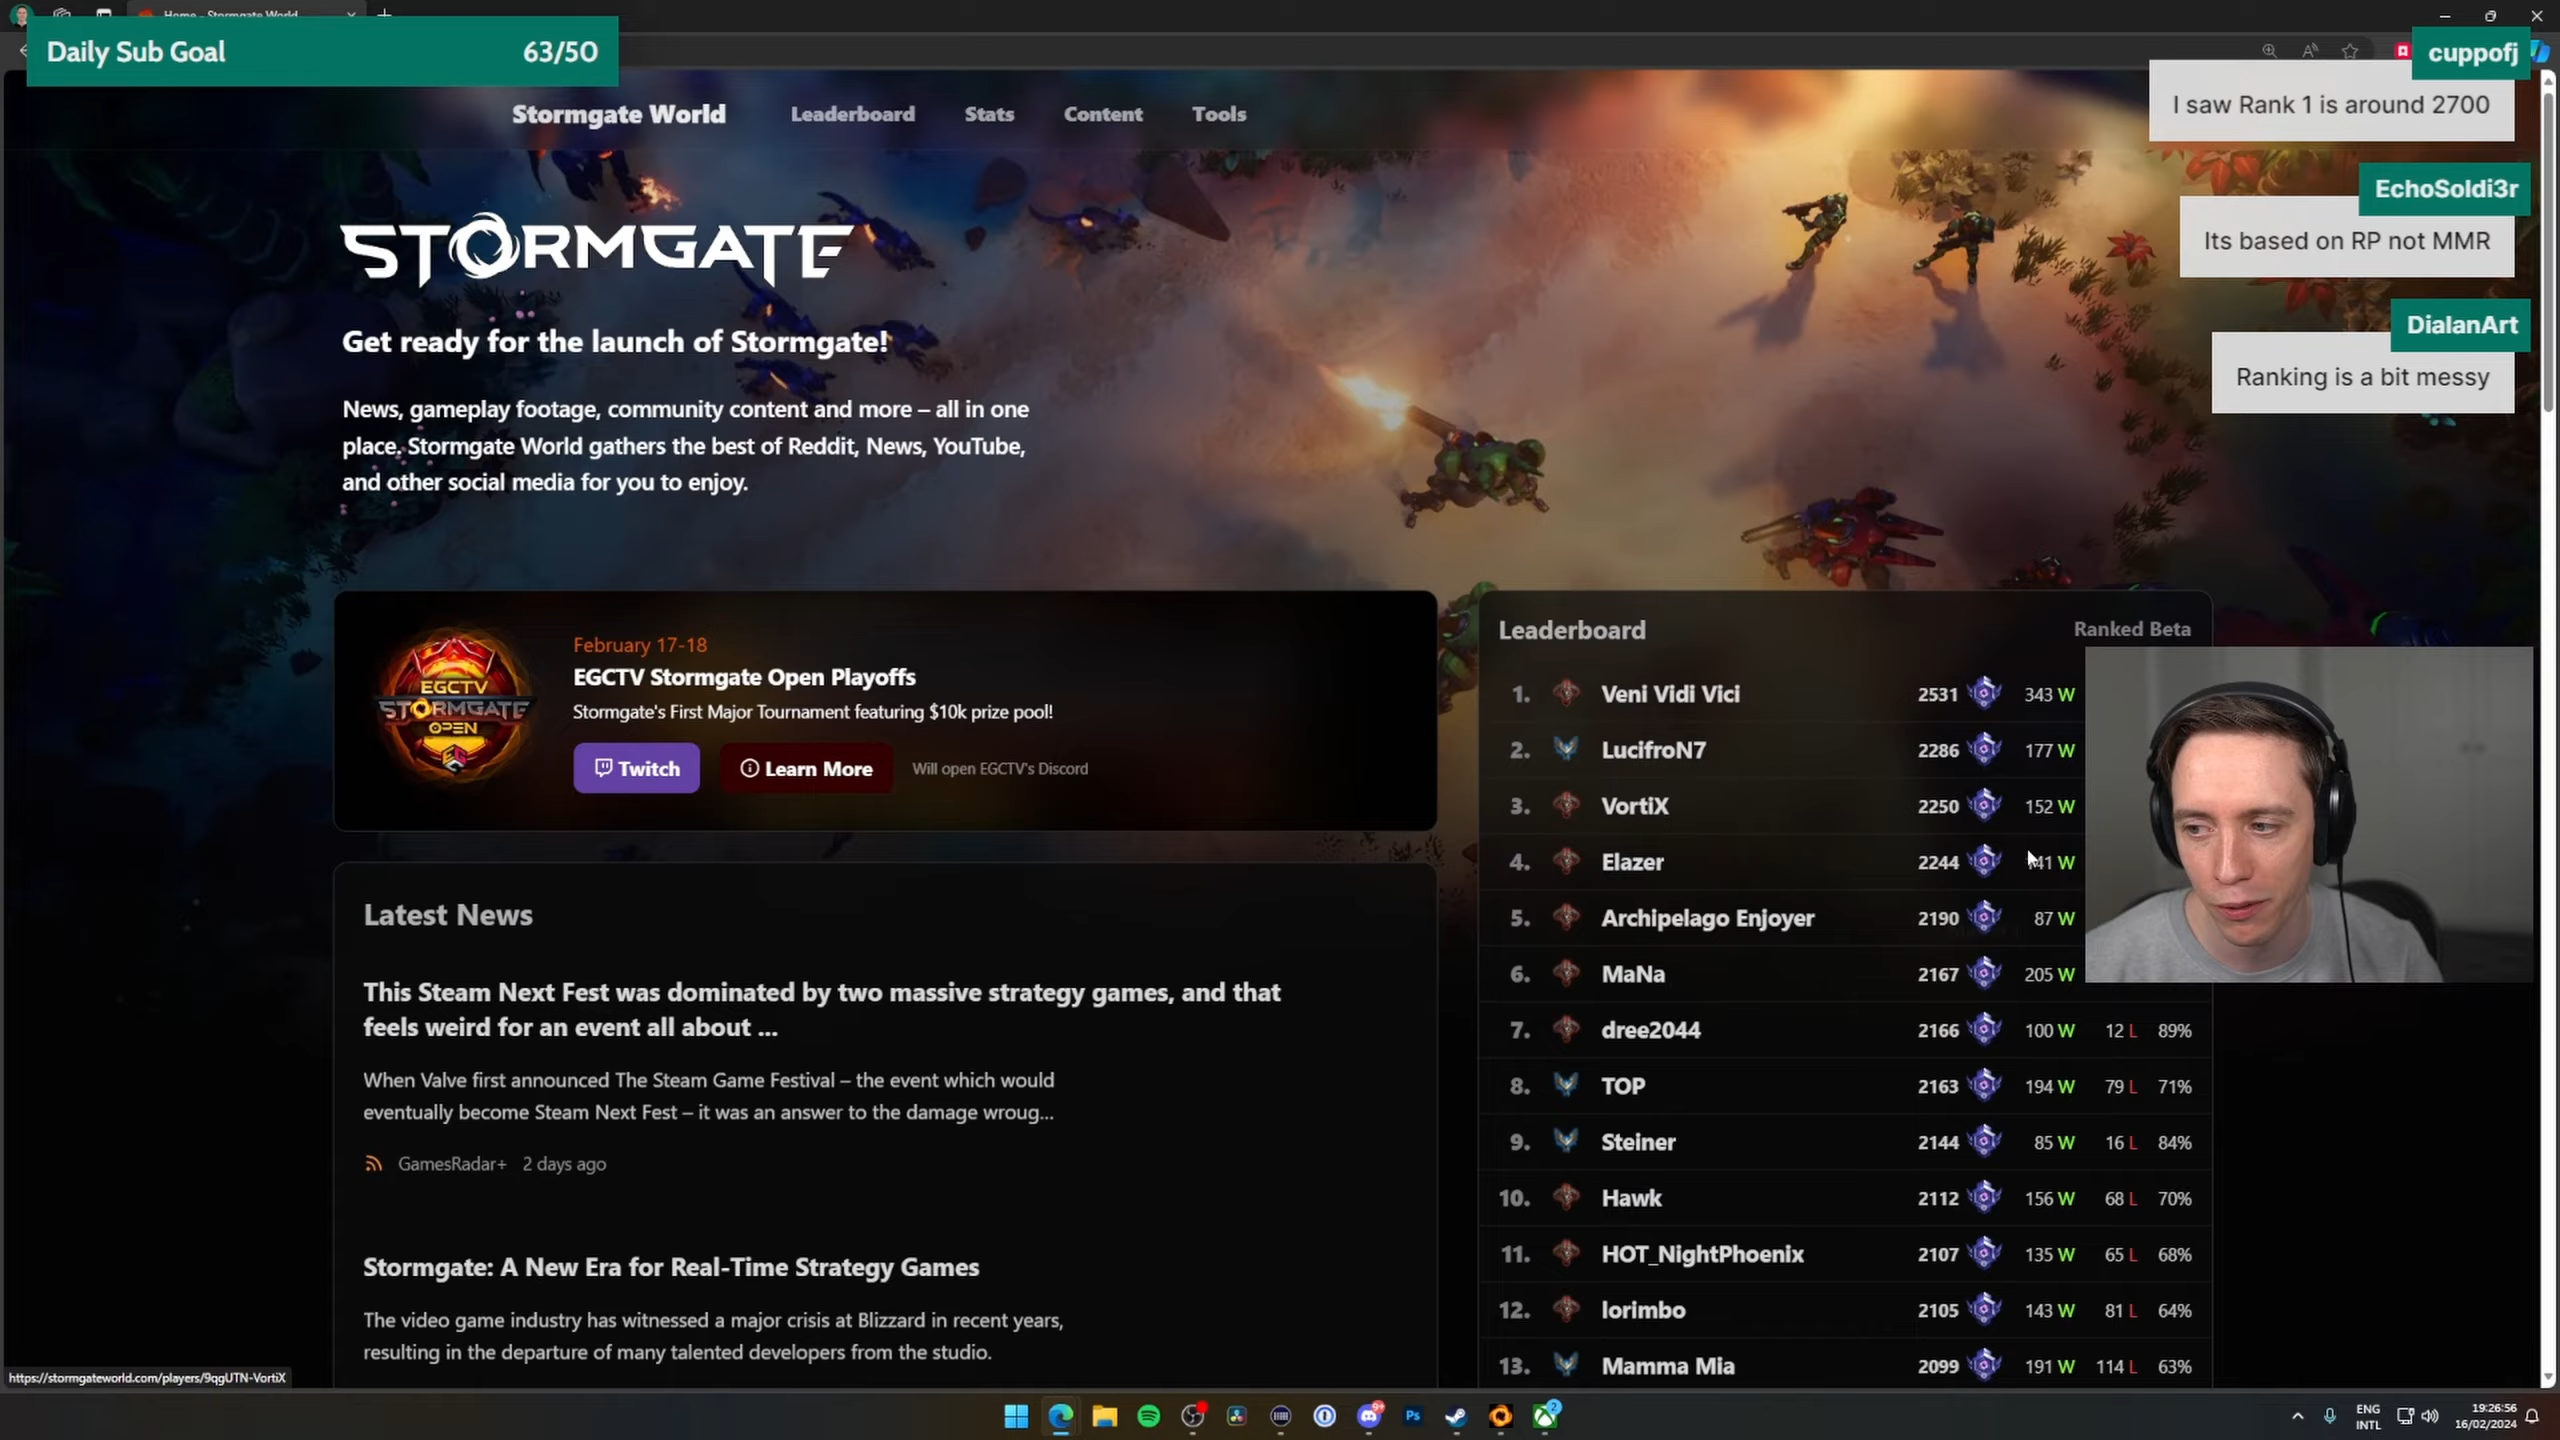 Home - Stormgate World
Daily Sub Goal 63/50
cuppofj
I saw Rank 1 is around 2700
EchoSoldi3r
Its based on RP not MMR
DialanArt
Ranking is a bit messy
Stormgate World Leaderboard Stats Content Tools
STORMGATE
Get ready for the launch of Stormgate!
News, gameplay footage, community content and more – all in one
place. Stormgate World gathers the best of Reddit, News, YouTube,
and other social media for you to enjoy.
EGCTV
STORMGATE
OPEN
February 17-18
EGCTV Stormgate Open Playoffs
Stormgate's First Major Tournament featuring $10k prize pool!
Twitch Learn More Will open EGCTV's Discord
Latest News
This Steam Next Fest was dominated by two massive strategy games, and that
feels weird for an event all about ...
When Valve first announced The Steam Game Festival – the event which would
eventually become Steam Next Fest – it was an answer to the damage wroug...
GamesRadar+ 2 days ago
Stormgate: A New Era for Real-Time Strategy Games
The video game industry has witnessed a major crisis at Blizzard in recent years,
resulting in the departure of many talented developers from the studio.
Leaderboard Ranked Beta
1. Veni Vidi Vici 2531 343 W
2. LucifroN7 2286 177 W
3. VortiX 2250 152 W
4. Elazer 2244 W
5. Archipelago Enjoyer 2190 87 W
6. MaNa 2167 205 W
7. dree2044 2166 100 W 12 L 89%
8. TOP 2163 194 W 79 L 71%
9. Steiner 2144 85 W 16 L 84%
10. Hawk 2112 156 W 68 L 70%
11. HOT_NightPhoenix 2107 135 W 65 L 68%
12. lorimbo 2105 143 W 81 L 64%
13. Mamma Mia 2099 191 W 114 L 63%
https://stormgateworld.com/players/9qgUTN-VortiX
Ps
9+
2
ENG
INTL
19:26:56
16/02/2024